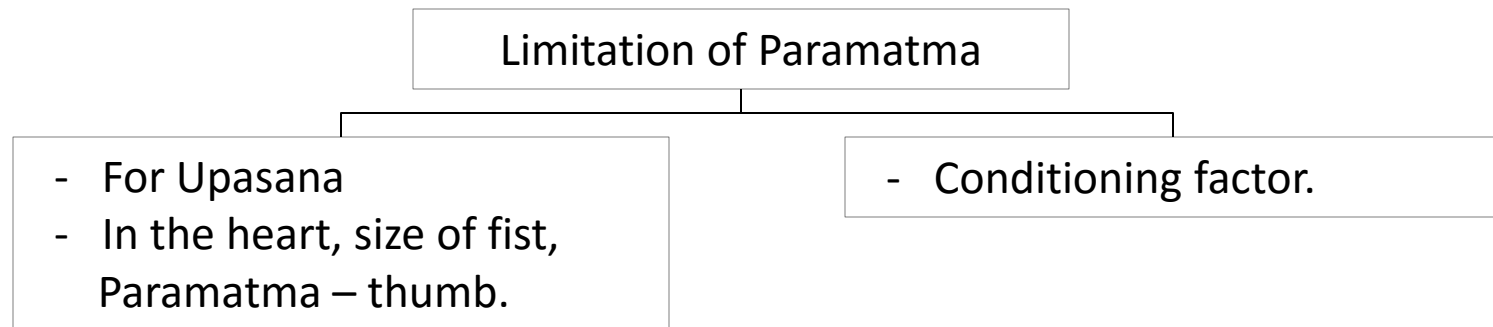 Limitation of Paramatma
- For Upasana
- In the heart, size of fist,
Paramatma – thumb.
- Conditioning factor.